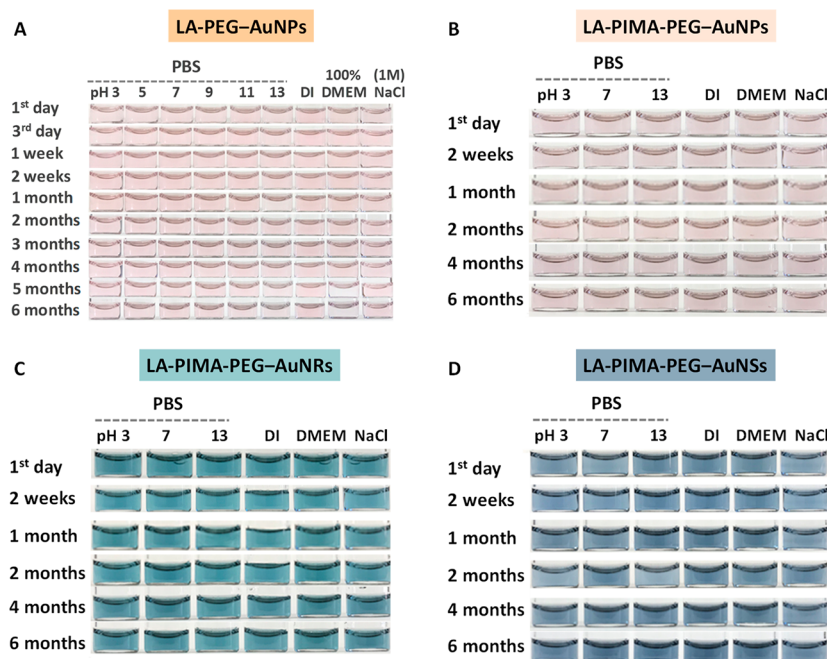 A
LA-PEG–AuNPs
PBS
100% (1M)
pH 3 5 7 9 11 13 DI DMEM NaCl
1st day
3rd day
1 week
2 weeks
1 month
2 months
3 months
4 months
5 months
6 months
B
LA-PIMA-PEG–AuNPs
PBS
pH 3 7 13 DI DMEM NaCl
1st day
2 weeks
1 month
2 months
4 months
6 months
C
LA-PIMA-PEG–AuNRs
PBS
pH 3 7 13 DI DMEM NaCl
1st day
2 weeks
1 month
2 months
4 months
6 months
D
LA-PIMA-PEG–AuNSs
PBS
pH 3 7 13 DI DMEM NaCl
1st day
2 weeks
1 month
2 months
4 months
6 months